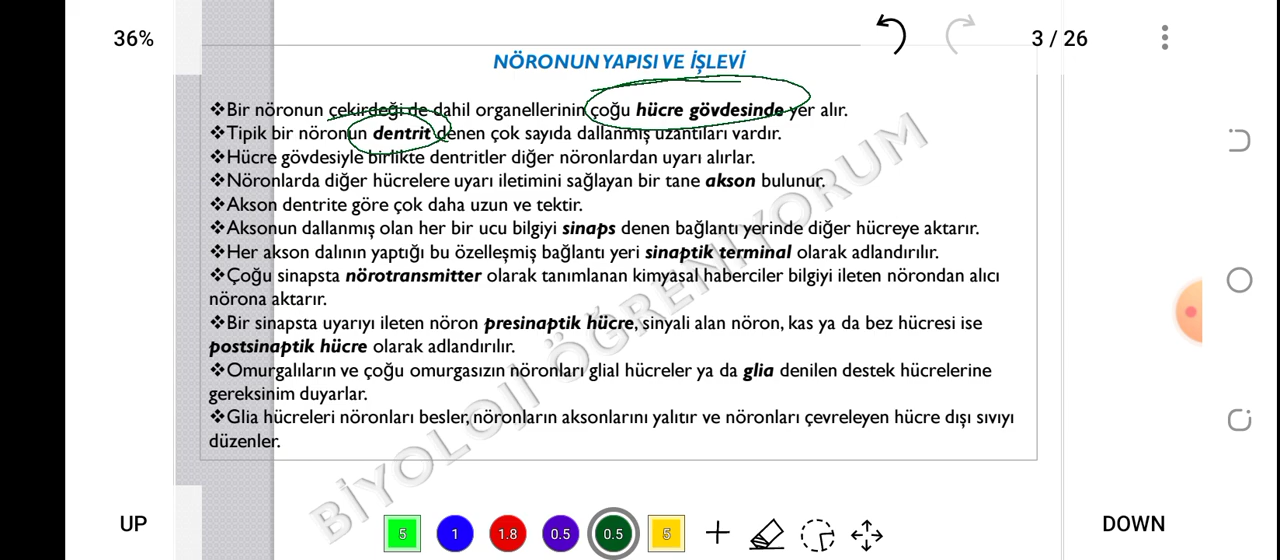 36%
3 / 26
NÖRONUN YAPISI VE İŞLEVİ
❖Bir nöronun çekirdeği de dahil organellerinin çoğu hücre gövdesinde yer alır.
❖Tipik bir nöronun dentrit denen çok sayıda dallanmış uzantıları vardır.
❖Hücre gövdesiyle birlikte dentritler diğer nöronlardan uyarı alırlar.
❖Nöronlarda diğer hücrelere uyarı iletimini sağlayan bir tane akson bulunur.
❖Akson dentrite göre çok daha uzun ve tektir.
❖Aksonun dallanmış olan her bir ucu bilgiyi sinaps denen bağlantı yerinde diğer hücreye aktarır.
❖Her akson dalının yaptığı bu özelleşmiş bağlantı yeri sinaptik terminal olarak adlandırılır.
❖Çoğu sinapsta nörotransmitter olarak tanımlanan kimyasal haberciler bilgiyi ileten nörondan alıcı
nörona aktarır.
❖Bir sinapsta uyarıyı ileten nöron presinaptik hücre, sinyali alan nöron, kas ya da bez hücresi ise
postsinaptik hücre olarak adlandırılır.
❖Omurgalıların ve çoğu omurgasızın nöronları glial hücreler ya da glia denilen destek hücrelerine
gereksinim duyarlar.
❖Glia hücreleri nöronları besler, nöronların aksonlarını yalıtır ve nöronları çevreleyen hücre dışı sıvıyı
düzenler.
BİYOLOJİ ÖĞRENİYORUM
UP
5 1 1.8 0.5 0.5 5
DOWN